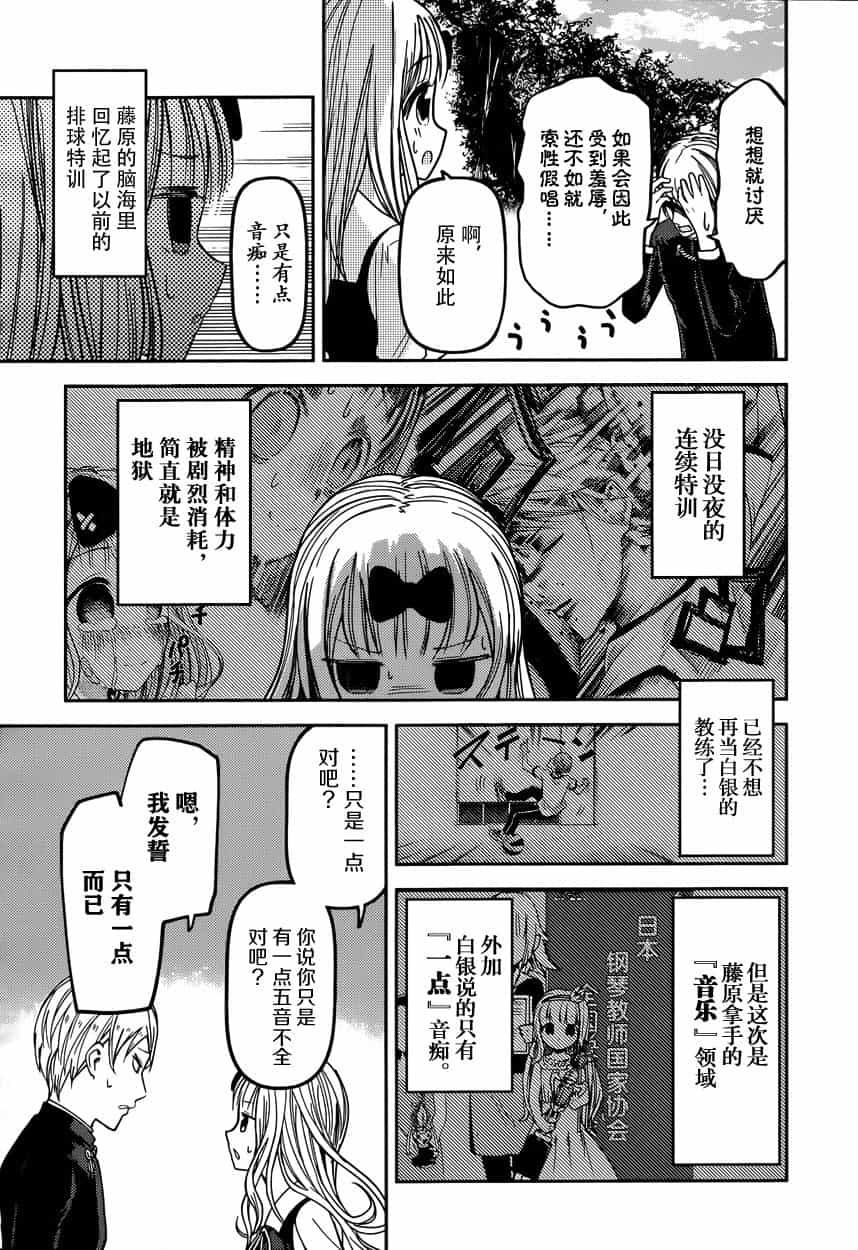 想想就讨厌
如果会因此
受到羞辱，
还不如就
索性假唱……
ううう
啊，
原来如此
只是有点
音痴……
藤原的脑海里
回忆起了以前的
排球特训
没日没夜的
连续特训
精神和体力
被剧烈消耗，
简直就是
地狱
已经不想
再当白银的
教练了…
ステーン
但是这次是
藤原拿手的
『音乐』领域
外加
白银说的只有
『一点』音痴。
日本
钢琴教师国家协会
……只是一点
对吧？
你说你只是
有一点五音不全
对吧？
嗯，
我发誓
只有一点
而已